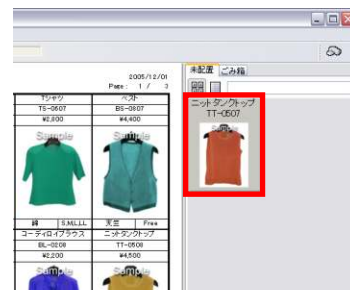 2005/12/01
Page: 1 / 3
Tシャツ ベスト
TS-0507 BS-0807
¥2,800 ¥4,400
Sample Sample
綿 S,M,L,LL 天竺 Free
コーディロイブラウス ニットタンクトップ
BL-0208 TT-0508
¥2,200 ¥4,500
Sample Sample
未配置 ごみ箱
ニットタンクトップ
TT-0507
Sample